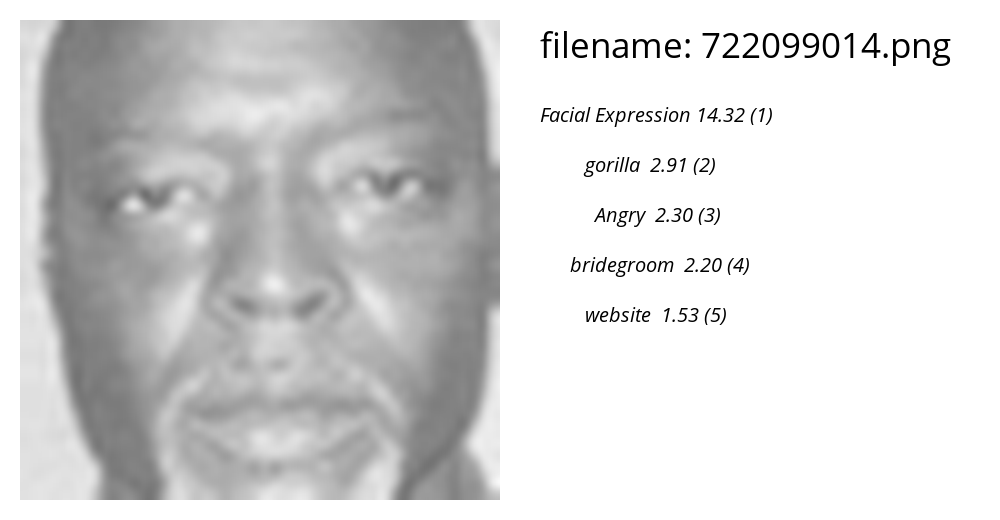 filename: 722099014.png
Facial Expression 14.32 (1)
gorilla 2.91 (2)
Angry 2.30 (3)
bridegroom 2.20 (4)
website 1.53 (5)